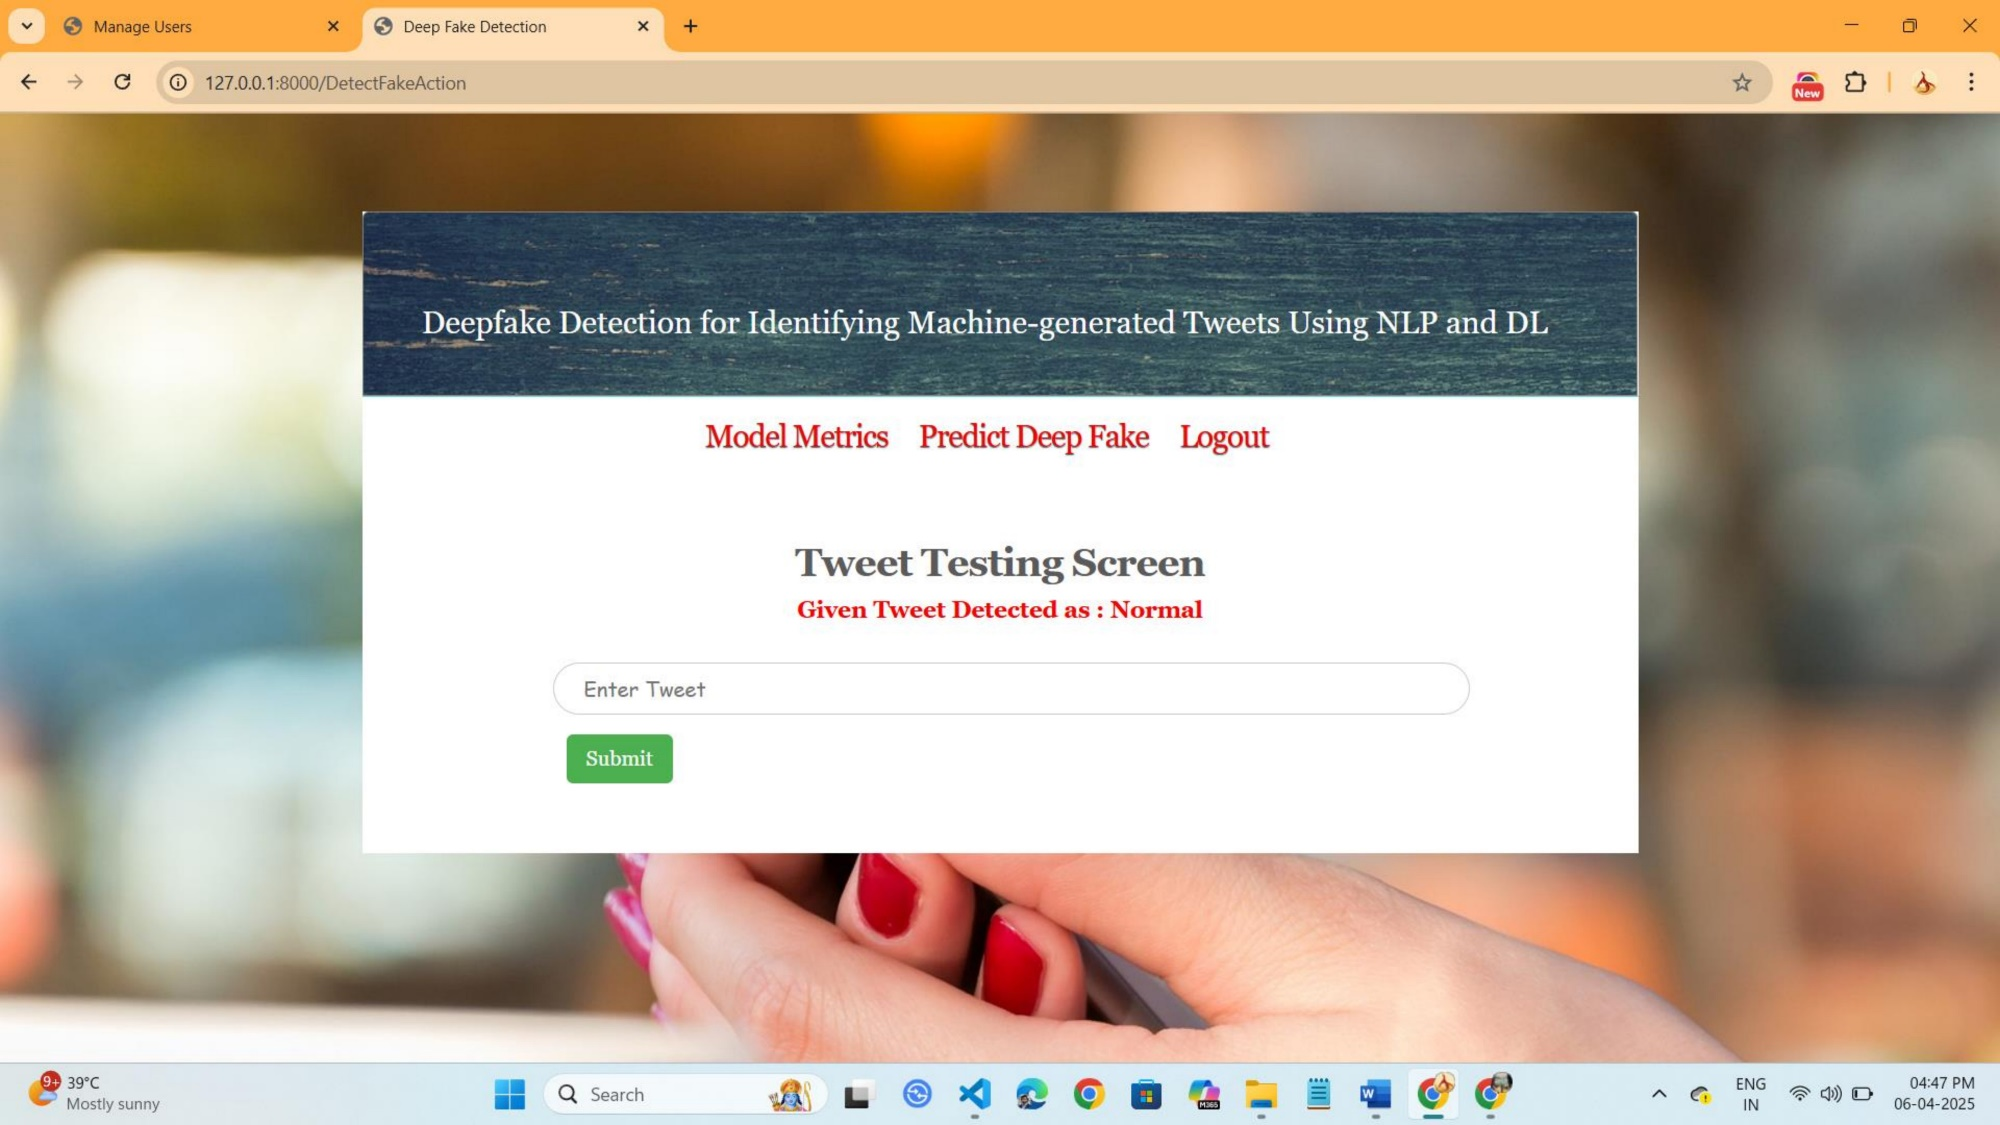 Manage Users
Deep Fake Detection
127.0.0.1:8000/DetectFakeAction
New
Deepfake Detection for Identifying Machine-generated Tweets Using NLP and DL
Model Metrics Predict Deep Fake Logout
Tweet Testing Screen
Given Tweet Detected as : Normal
Enter Tweet
Submit
9+
39°C
Mostly sunny
Search
M365
W
ENG
IN
04:47 PM
06-04-2025